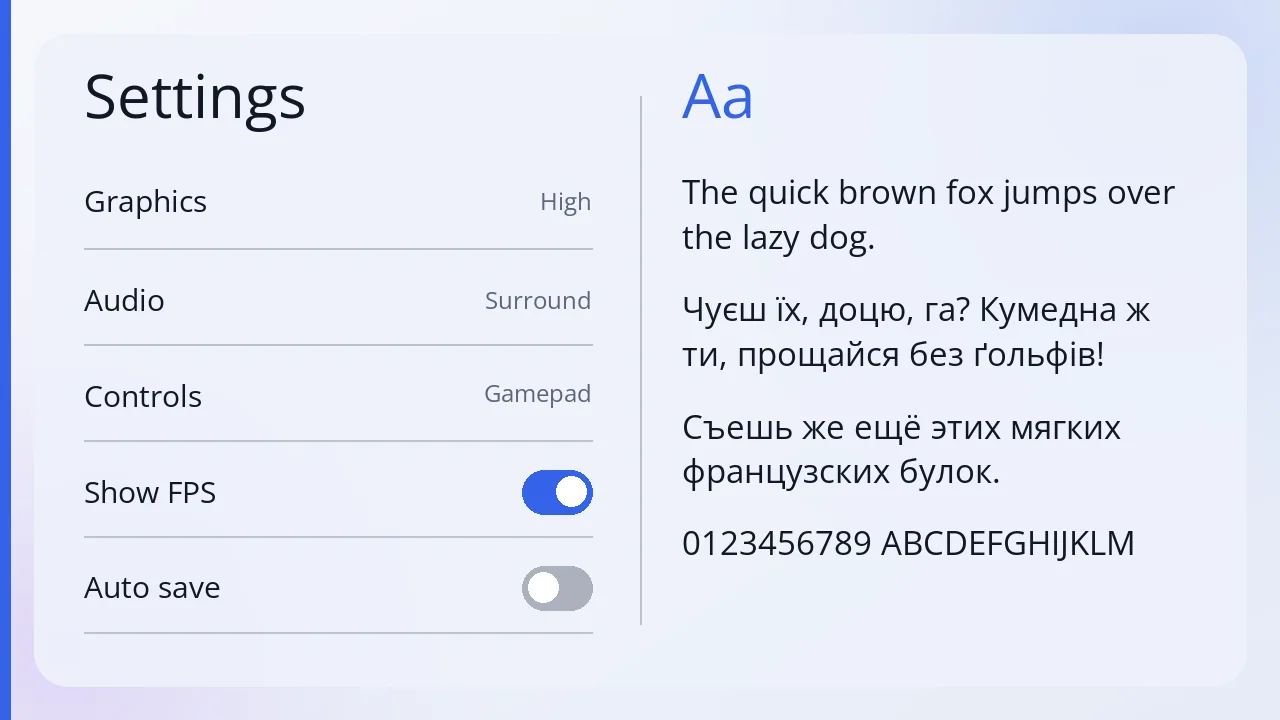 Settings
Graphics High
Audio Surround
Controls Gamepad
Show FPS
Auto save
Aa
The quick brown fox jumps over
the lazy dog.
Чуєш їх, доцю, га? Кумедна ж
ти, прощайся без ґольфів!
Съешь же ещё этих мягких
французских булок.
0123456789 ABCDEFGHIJKLM